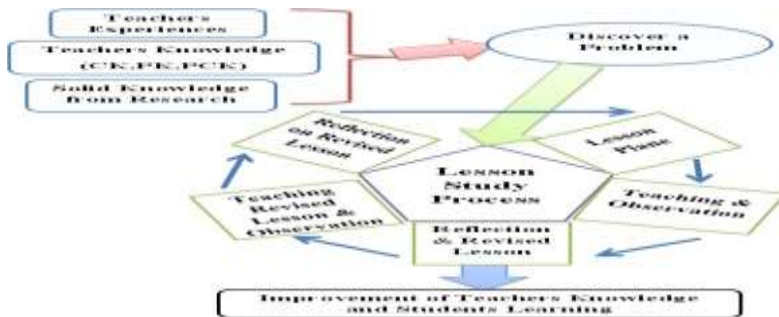 Teachers
Experiences
Teachers Knowledge
(CK,PK,PCK)
Solid Knowledge
from Research
Discover a
Problem
Reflection
on Revised
Lesson
Lesson
Plane
Lesson
Study
Process
Teaching
Revised
Lesson &
Observation
Teaching &
Observation
Reflection
& Revised
Lesson
Improvement of Teachers Knowledge
and Students Learning